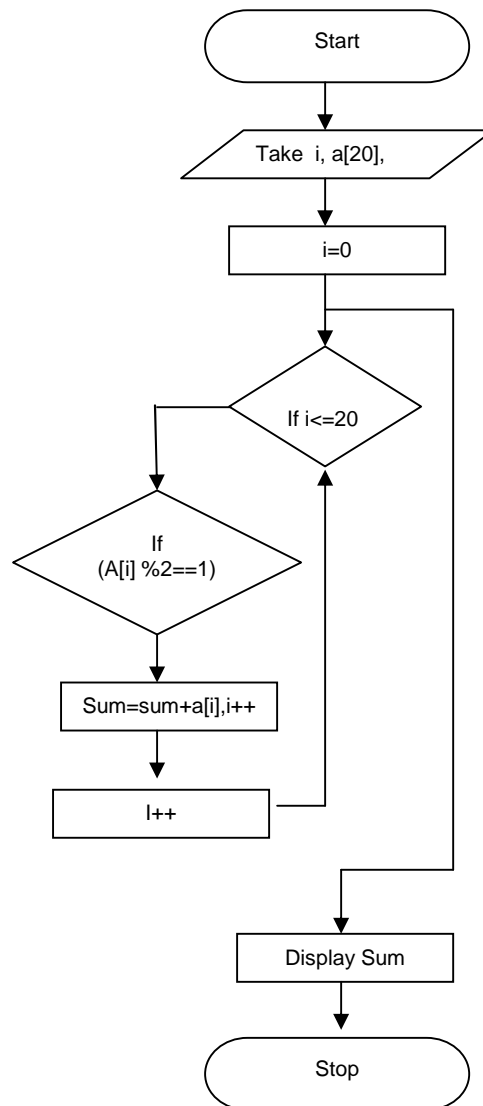 Start
Take i, a[20],
i=0
If i<=20
If
(A[i] %2==1)
Sum=sum+a[i],i++
I++
Display Sum
Stop